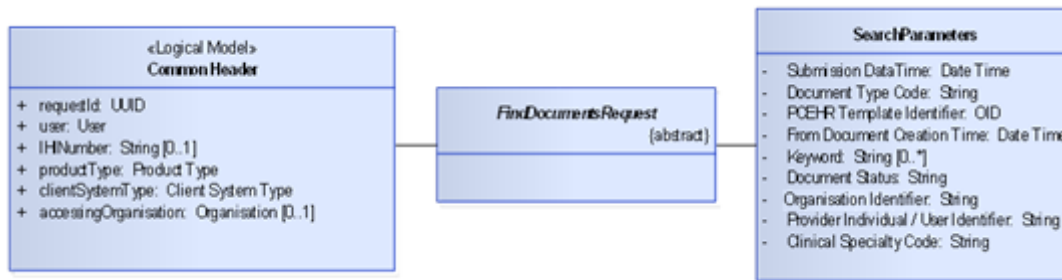 «Logical Model»
Common Header
+ requestId: UUID
+ user: User
+ IHINumber: String [0..1]
+ productType: Product Type
+ clientSystemType: Client System Type
+ accessingOrganisation: Organisation [0..1]
FindDocumentsRequest
{abstract}
SearchParameters
- Submission DataTime: Date Time
- Document Type Code: String
- PCEHR Template Identifier: OID
- From Document Creation Time: Date Time
- Keyword: String [0..*]
- Document Status: String
- Organisation Identifier: String
- Provider Individual / User Identifier: String
- Clinical Specialty Code: String